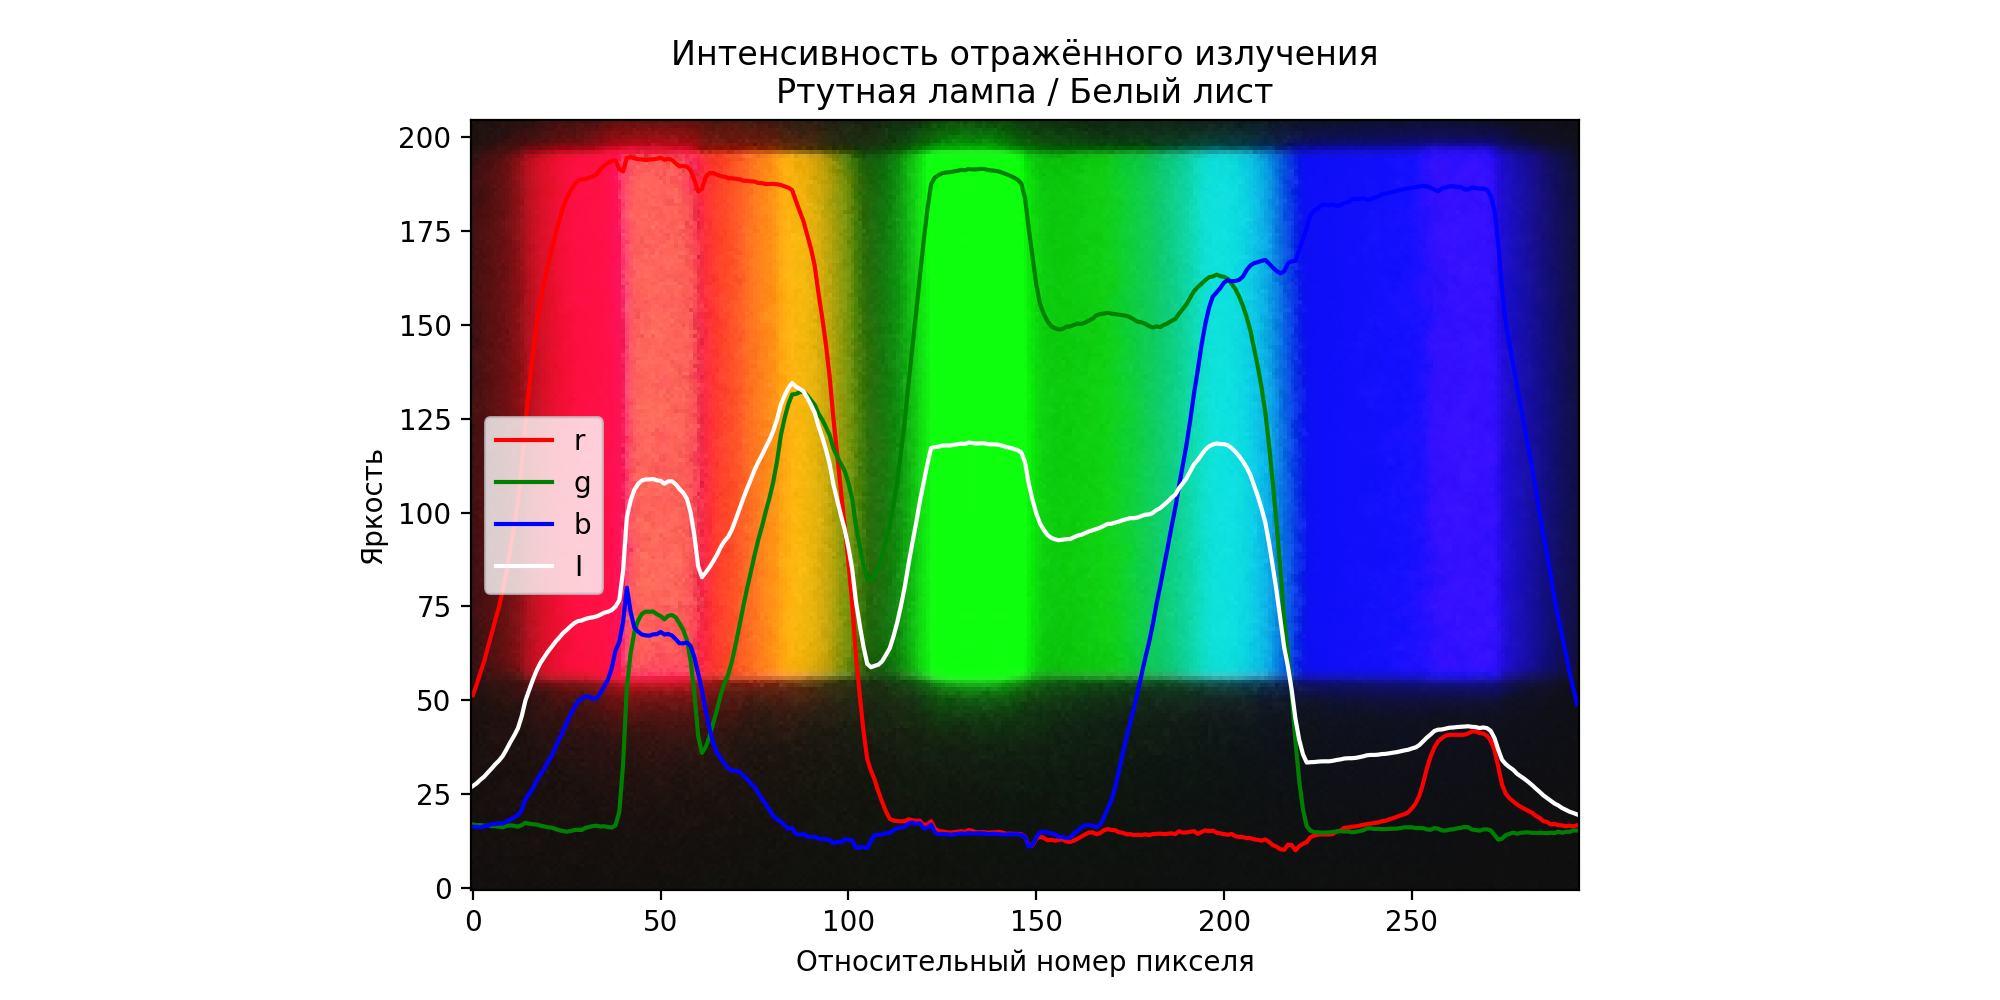 Интенсивность отражённого излучения
Ртутная лампа / Белый лист
200
175
150
125
100
75
50
25
0
Яркость
r
g
b
l
0 50 100 150 200 250
Относительный номер пикселя